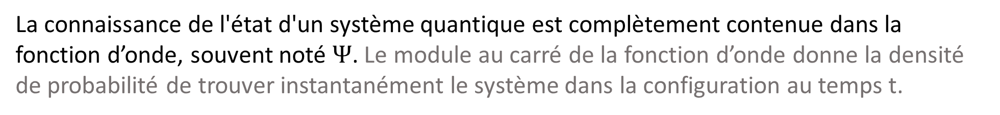 La connaissance de l'état d'un système quantique est complètement contenue dans la
fonction d’onde, souvent noté Ψ. Le module au carré de la fonction d’onde donne la densité
de probabilité de trouver instantanément le système dans la configuration au temps t.